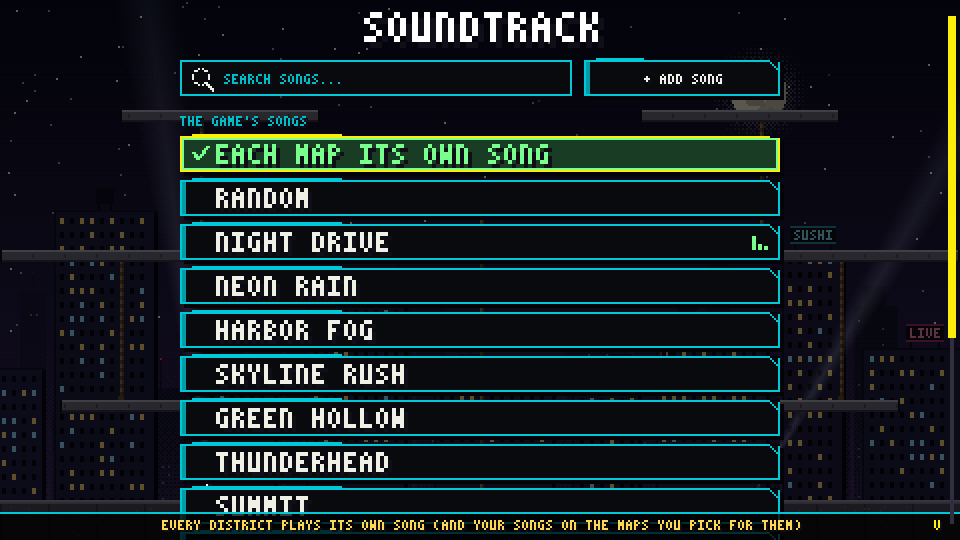 SOUNDTRACK
SEARCH SONGS...
+ ADD SONG
THE GAME'S SONGS
EACH MAP ITS OWN SONG
RANDOM
NIGHT DRIVE
SUSHI
NEON RAIN
HARBOR FOG
LIVE
SKYLINE RUSH
GREEN HOLLOW
THUNDERHEAD
SUMMIT
EVERY DISTRICT PLAYS ITS OWN SONG (AND YOUR SONGS ON THE MAPS YOU PICK FOR THEM)
V